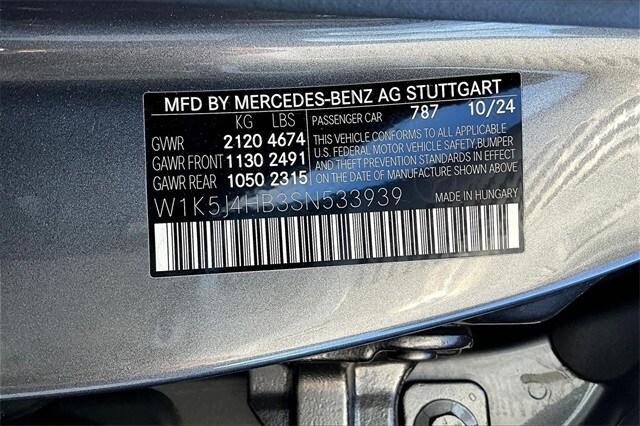 MFD BY MERCEDES-BENZ AG STUTTGART
KG LBS PASSENGER CAR 787 10/24
GVWR 2120 4674 THIS VEHICLE CONFORMS TO ALL APPLICABLE
U.S. FEDERAL MOTOR VEHICLE SAFETY,BUMPER
GAWR FRONT 1130 2491 AND THEFT PREVENTION STANDARDS IN EFFECT
GAWR REAR 1050 2315 ON THE DATE OF MANUFACTURE SHOWN ABOVE
W1K5J4HB3SN533939 MADE IN HUNGARY